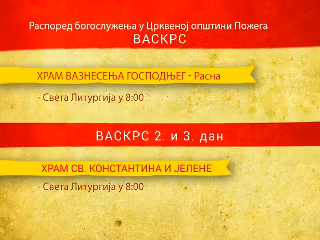 Распоред богослужења у Црквеној општини Пожега
ВАСКРС
ХРАМ ВАЗНЕСЕЊА ГОСПОДЊЕГ - Расна
- Света Литургија у 8:00
ВАСКРС 2. и 3. дан
ХРАМ СВ. КОНСТАНТИНА И ЈЕЛЕНЕ
- Света Литургија у 8:00